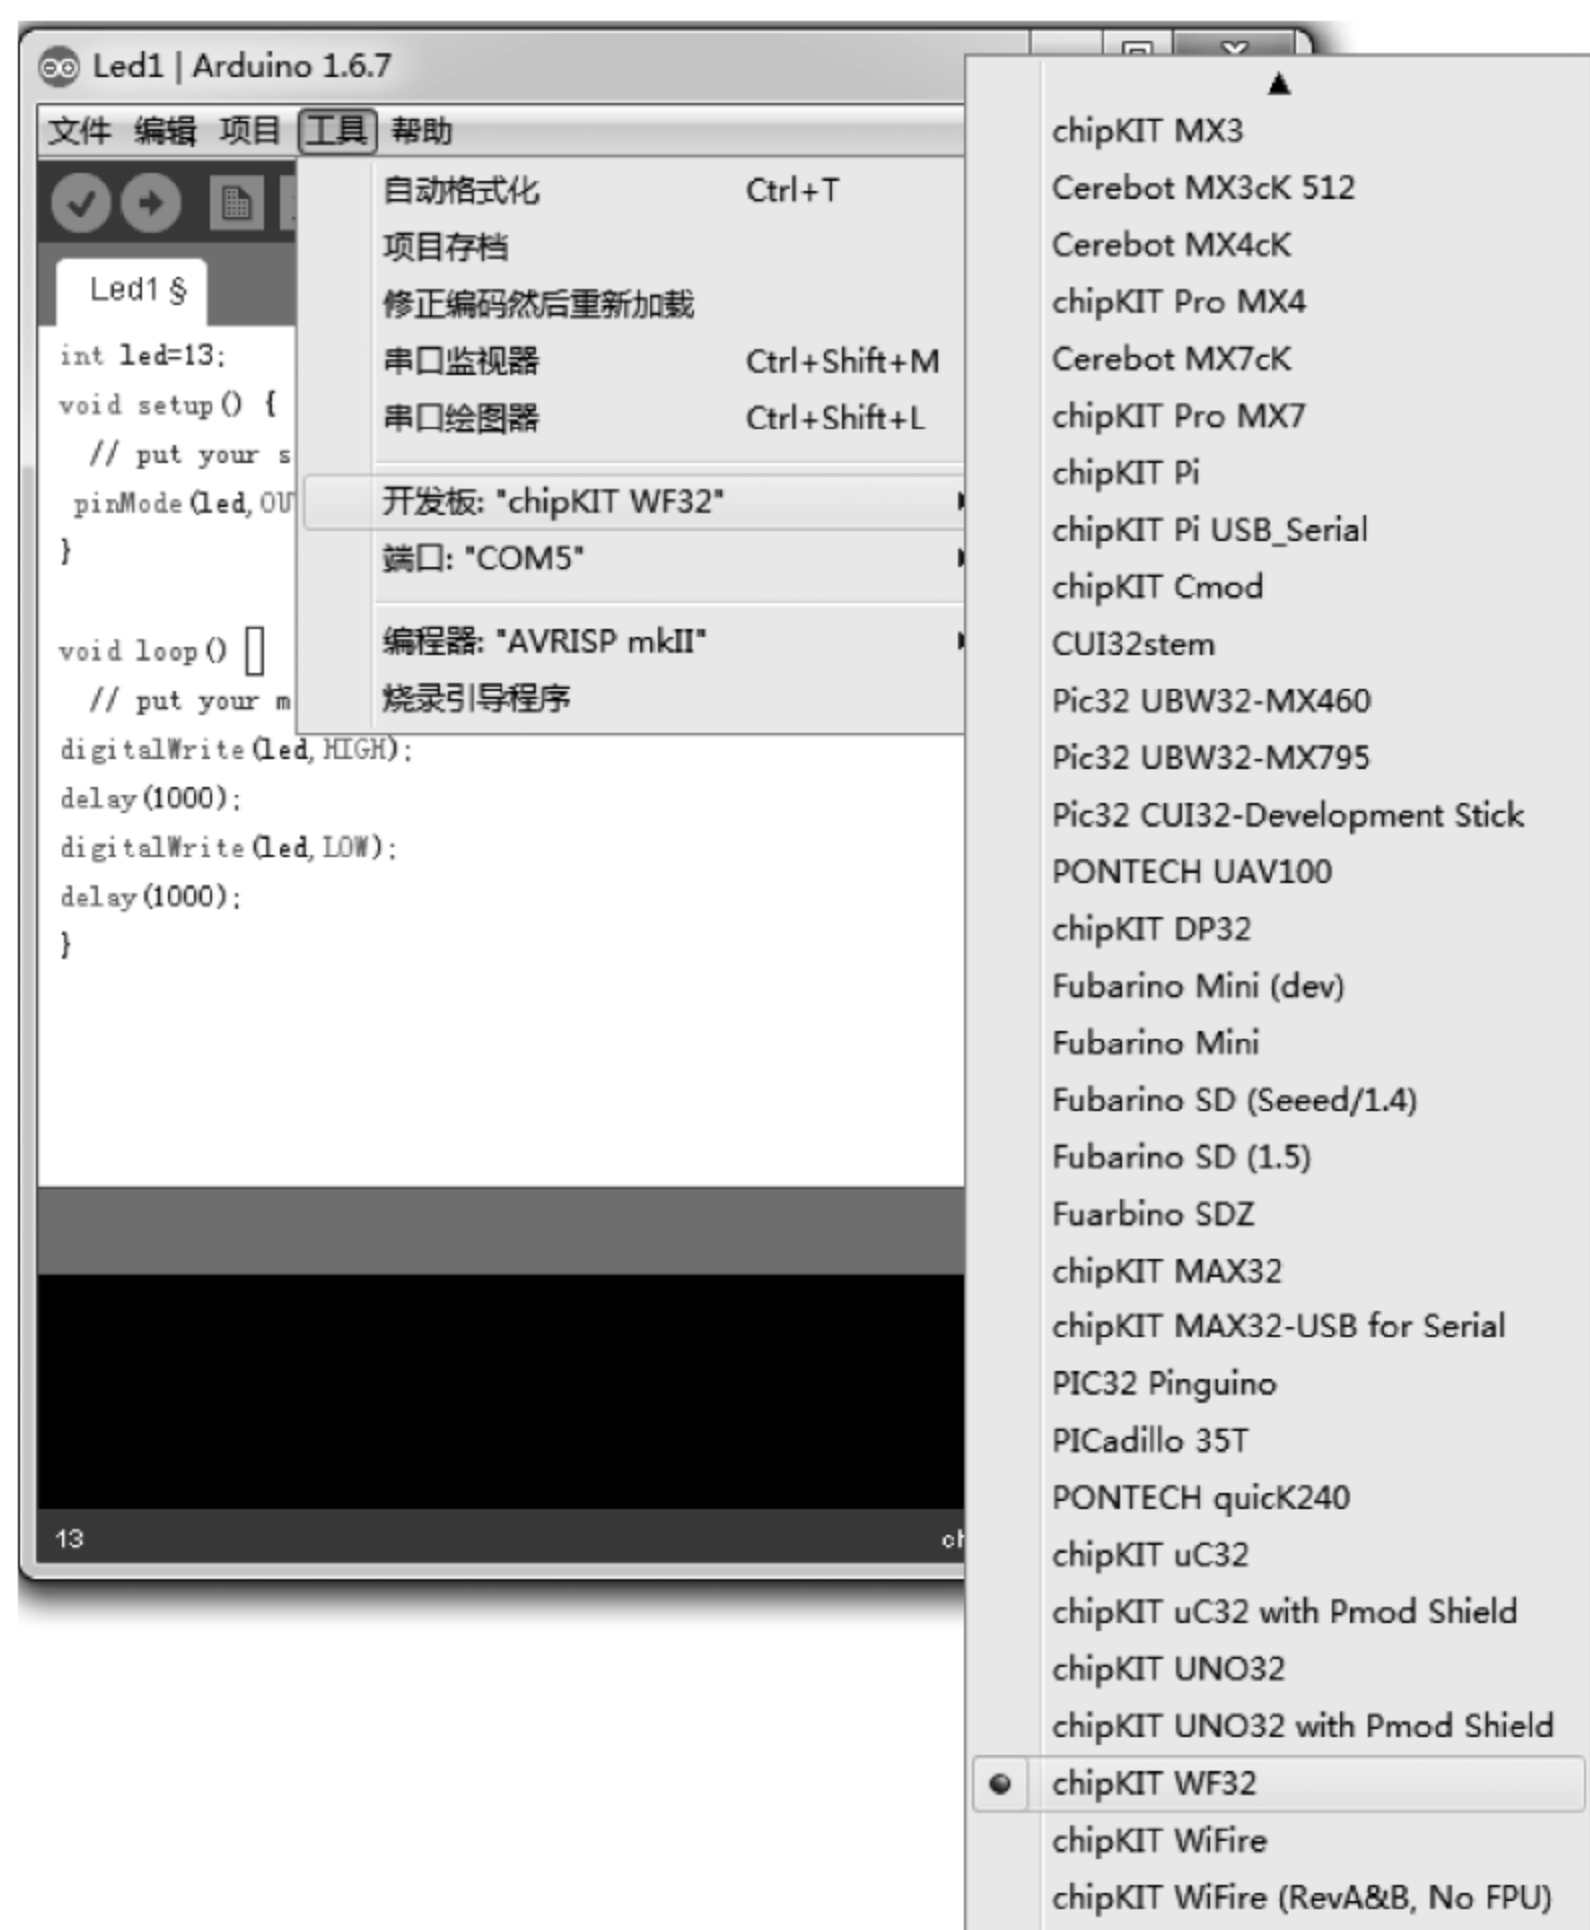 Led1 | Arduino 1.6.7
文件 编辑 项目 工具 帮助
自动格式化 Ctrl+T
项目存档
修正编码然后重新加载
串口监视器 Ctrl+Shift+M
串口绘图器 Ctrl+Shift+L
开发板: "chipKIT WF32"
端口: "COM5"
编程器: "AVRISP mkII"
烧录引导程序
Led1 §
int led=13;
void setup() {
// put your s
pinMode(led,OU
}
void loop()
// put your m
digitalWrite(led,HIGH);
delay(1000);
digitalWrite(led,LOW);
delay(1000);
}
13
chipKIT MX3
Cerebot MX3cK 512
Cerebot MX4cK
chipKIT Pro MX4
Cerebot MX7cK
chipKIT Pro MX7
chipKIT Pi
chipKIT Pi USB_Serial
chipKIT Cmod
CUI32stem
Pic32 UBW32-MX460
Pic32 UBW32-MX795
Pic32 CUI32-Development Stick
PONTECH UAV100
chipKIT DP32
Fubarino Mini (dev)
Fubarino Mini
Fubarino SD (Seeed/1.4)
Fubarino SD (1.5)
Fuarbino SDZ
chipKIT MAX32
chipKIT MAX32-USB for Serial
PIC32 Pinguino
PICadillo 35T
PONTECH quicK240
chipKIT uC32
chipKIT uC32 with Pmod Shield
chipKIT UNO32
chipKIT UNO32 with Pmod Shield
chipKIT WF32
chipKIT WiFire
chipKIT WiFire (RevA&B, No FPU)